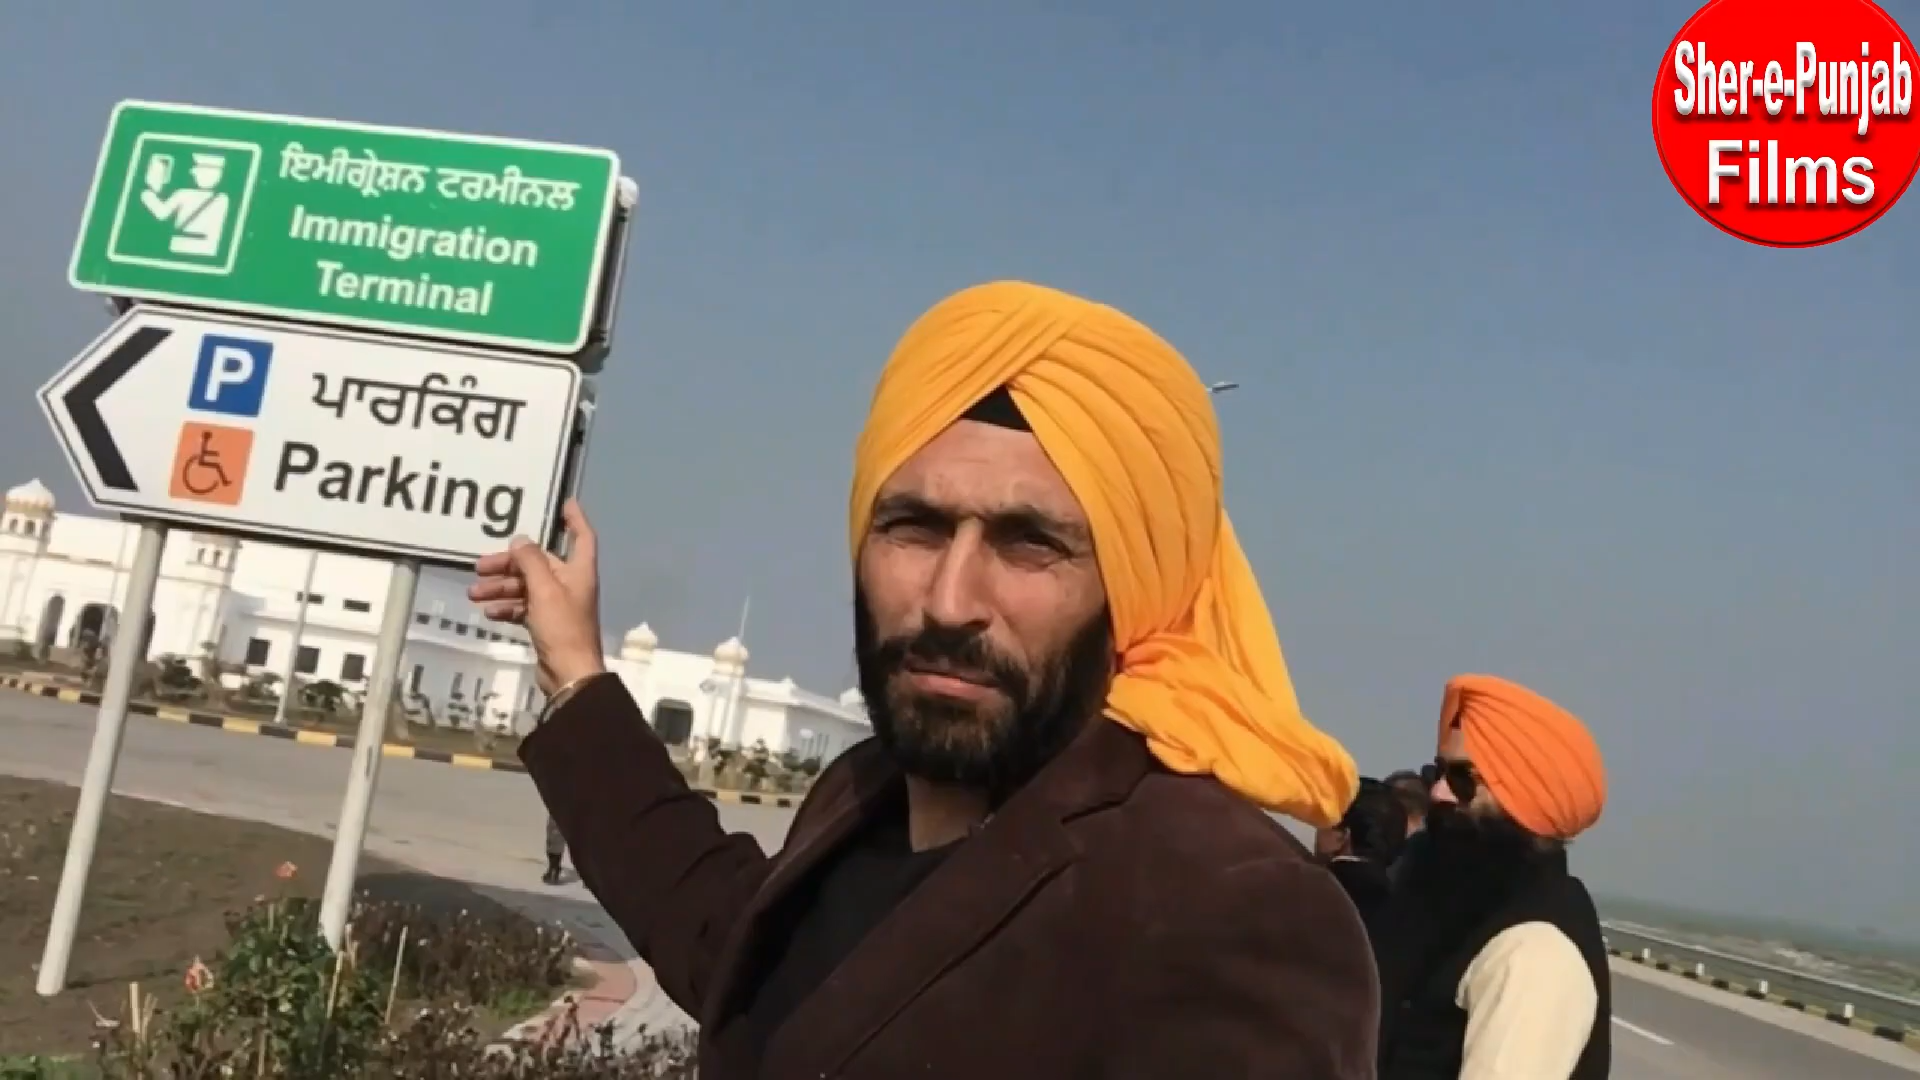 ਇਮੀਗ੍ਰੇਸ਼ਨ ਟਰਮੀਨਲ
Immigration
Terminal
P ਪਾਰਕਿੰਗ
Parking
Sher-e-Punjab
Films